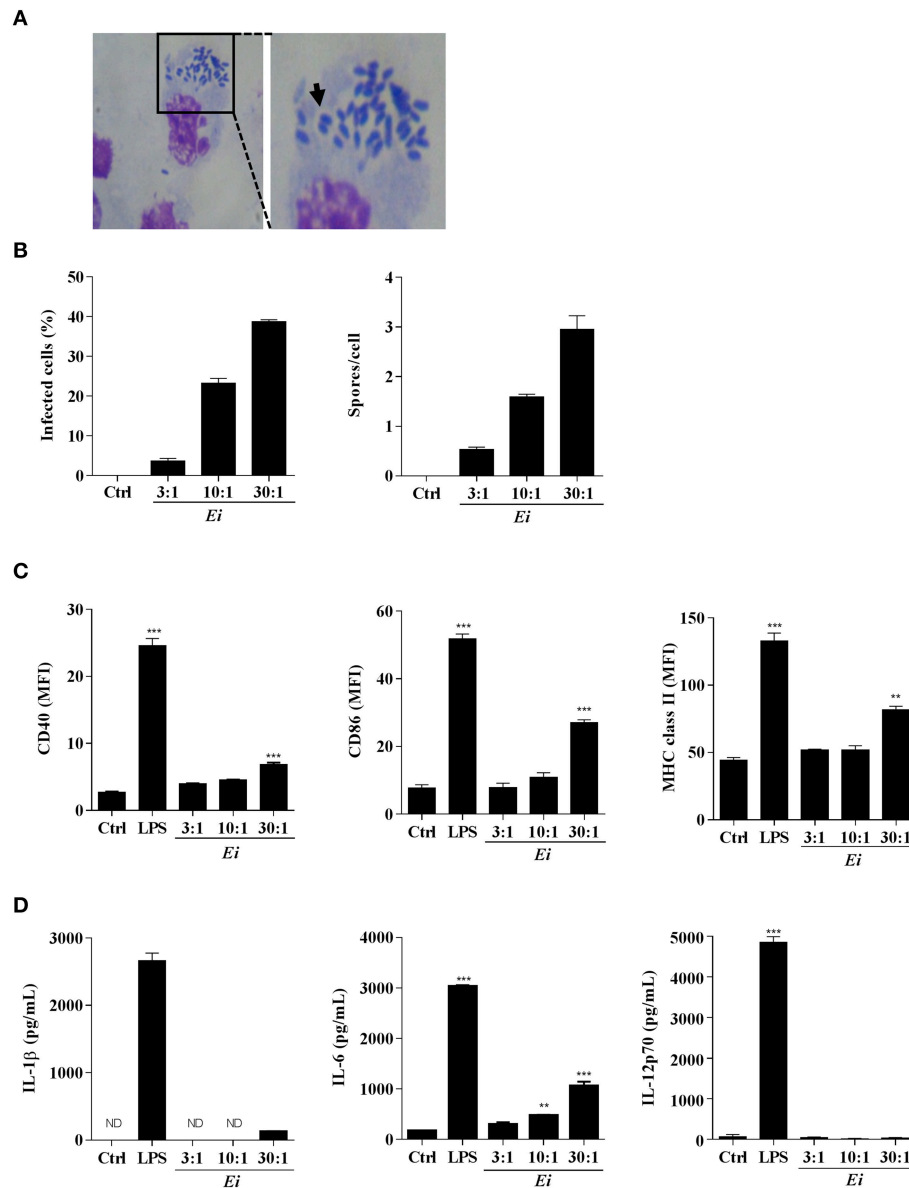 A
B
Infected cells (%)
50
40
30
20
10
0
Ctrl 3:1 10:1 30:1
Ei
Spores/cell
4
3
2
1
0
Ctrl 3:1 10:1 30:1
Ei
C
CD40 (MFI)
30
20
10
0
***
***
Ctrl LPS 3:1 10:1 30:1
Ei
CD86 (MFI)
60
40
20
0
***
***
Ctrl LPS 3:1 10:1 30:1
Ei
MHC class II (MFI)
150
100
50
0
***
**
Ctrl LPS 3:1 10:1 30:1
Ei
D
IL-1β (pg/mL)
3000
2000
1000
0
ND ND ND
Ctrl LPS 3:1 10:1 30:1
Ei
IL-6 (pg/mL)
4000
3000
2000
1000
0
***
**
***
Ctrl LPS 3:1 10:1 30:1
Ei
IL-12p70 (pg/mL)
5000
4000
3000
2000
1000
0
***
Ctrl LPS 3:1 10:1 30:1
Ei